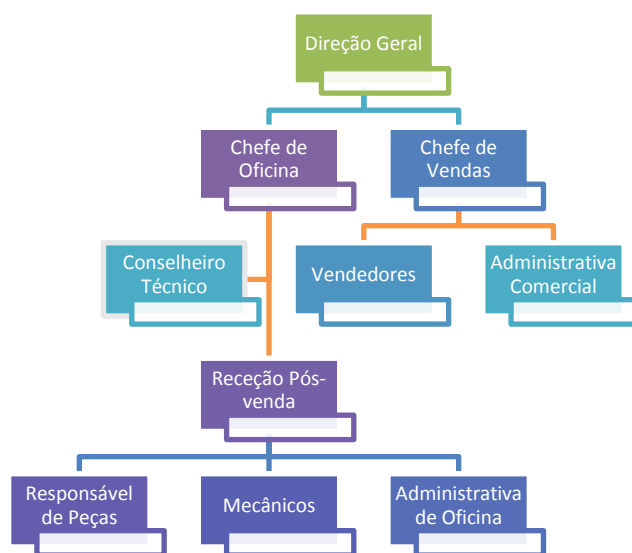 Direção Geral
Chefe de
Oficina
Chefe de
Vendas
Conselheiro
Técnico
Vendedores
Administrativa
Comercial
Receção Pós-
venda
Responsável
de Peças
Mecânicos
Administrativa
de Oficina